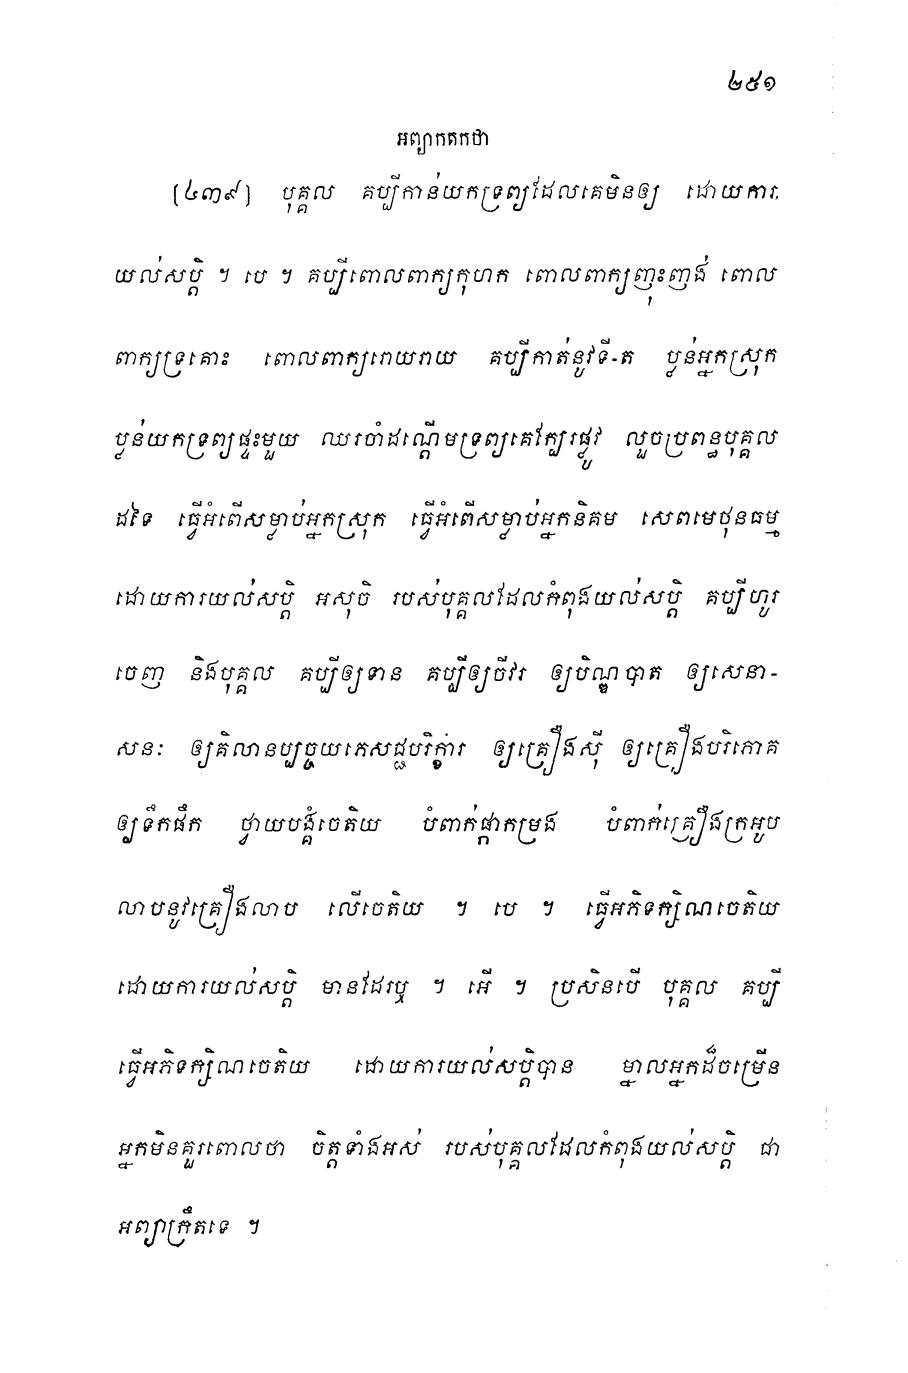 ២៥១
អព្យាកតកថា
[៤៣៩] បុគ្គល គប្បីកាន់យកទ្រព្យដែលគេមិនឲ្យ ដោយការ
យល់សប្តិ ។ បេ ។ គប្បីពោលពាក្យកុហក ពោលពាក្យញុះញង់ ពោល
ពាក្យទ្រគោះ ពោលពាក្យរោយរាយ គប្បីកាត់នូវទី-ត ប្លន់អ្នកស្រុក
ប្លន់យកទ្រព្យផ្ទះមួយ ឈរចាំដណ្តើមទ្រព្យគេក្បែរផ្លូវ លួចប្រពន្ធបុគ្គល
ដទៃ ធ្វើអំពើសម្លាប់អ្នកស្រុក ធ្វើអំពើសម្លាប់អ្នកនិគម សេពមេថុនធម្ម
ដោយការយល់សប្តិ អសុចិ របស់បុគ្គលដែលកំពុងយល់សប្តិ គប្បីហូរ
ចេញ និងបុគ្គល គប្បីឲ្យទាន គប្បីឲ្យចីវរ ឲ្យបិណ្ឌបាត ឲ្យសេនា-
សនៈ ឲ្យគិលានប្បច្ចយភេសជ្ជបរិក្ខារ ឲ្យគ្រឿងស៊ី ឲ្យគ្រឿងបរិភោគ
ឲ្យទឹកផឹក ថ្វាយបង្គំចេតិយ បំពាក់ផ្កាកម្រង បំពាក់គ្រឿងក្រអូប
លាបនូវគ្រឿងលាប លើចេតិយ ។ បេ ។ ធ្វើអភិទក្សិណចេតិយ
ដោយការយល់សប្តិ មានដែរឬ ។ អើ ។ ប្រសិនបើ បុគ្គល គប្បី
ធ្វើអភិទក្សិណចេតិយ ដោយការយល់សប្តិបាន ម្នាលអ្នកដ៏ចម្រើន
អ្នកមិនគួរពោលថា ចិត្តទាំងអស់ របស់បុគ្គលដែលកំពុងយល់សប្តិ ជា
អព្យាក្រឹតទេ ។